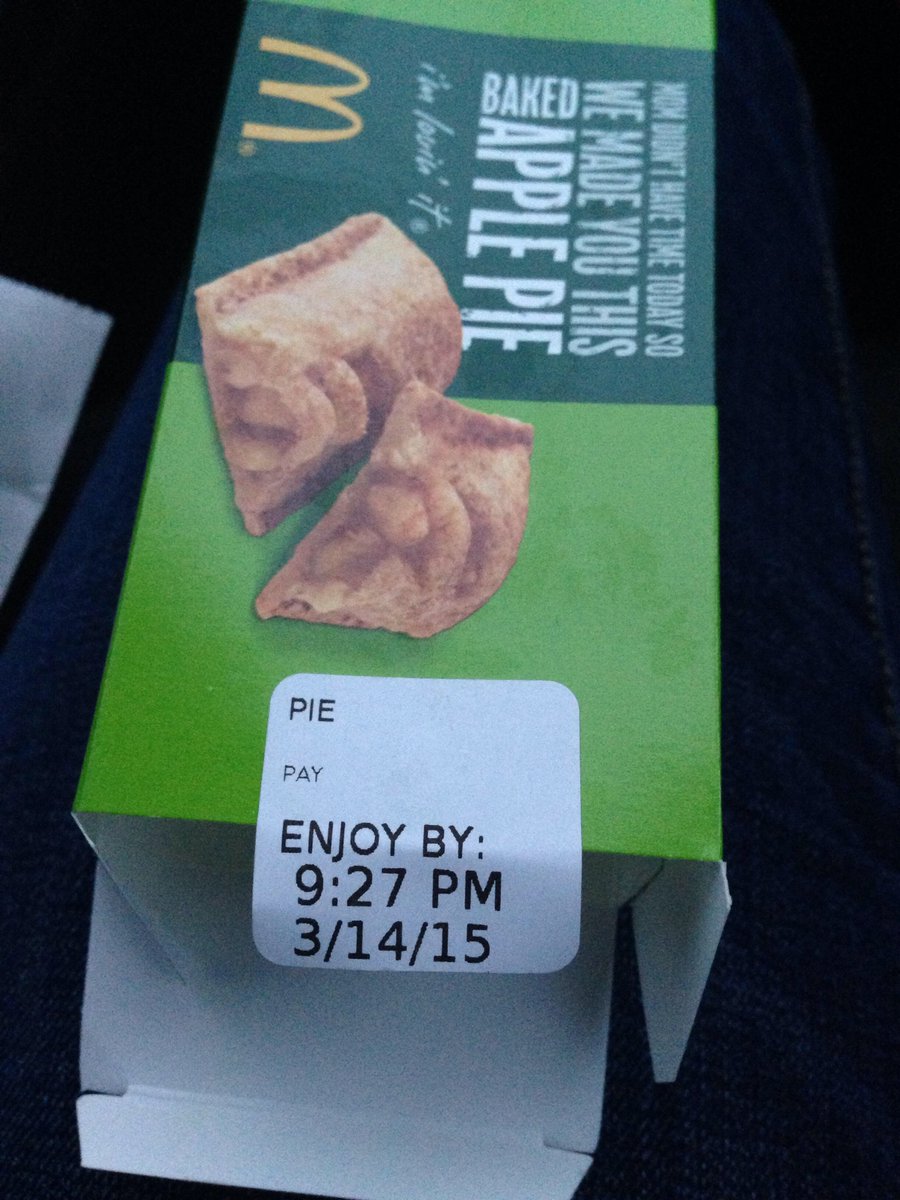 MOM DIDN'T HAVE TIME TODAY SO
WE MADE YOU THIS
BAKED APPLE PIE
i'm lovin' it®
M®
PIE
PAY
ENJOY BY:
9:27 PM
3/14/15